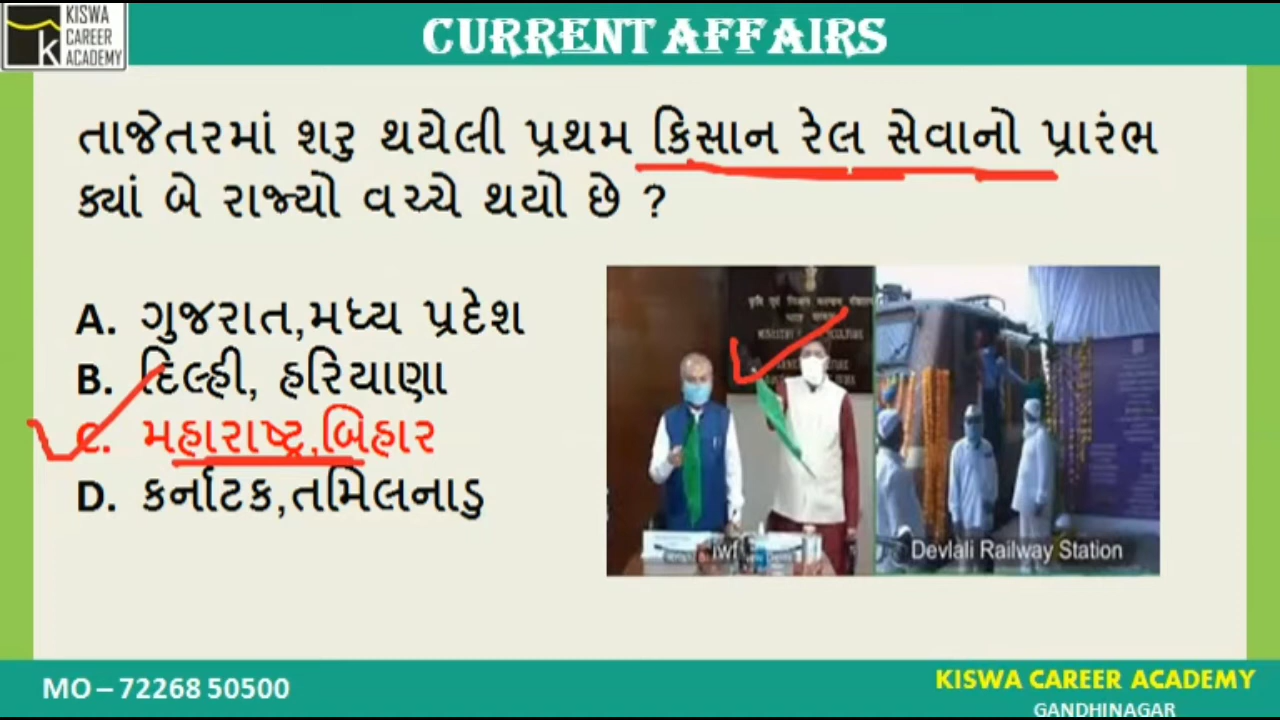 KISWA
CAREER
ACADEMY
CURRENT AFFAIRS
તાજેતરમાં શરુ થયેલી પ્રથમ કિસાન રેલ સેવાનો પ્રારંભ
ક્યાં બે રાજ્યો વચ્ચે થયો છે ?
A. ગુજરાત,મધ્ય પ્રદેશ
B. દિલ્હી, હરિયાણા
C. મહારાષ્ટ્ર,બિહાર
D. કર્નાટક,તમિલનાડુ
iwf
Devlali Railway Station
MO – 72268 50500
KISWA CAREER ACADEMY
GANDHINAGAR